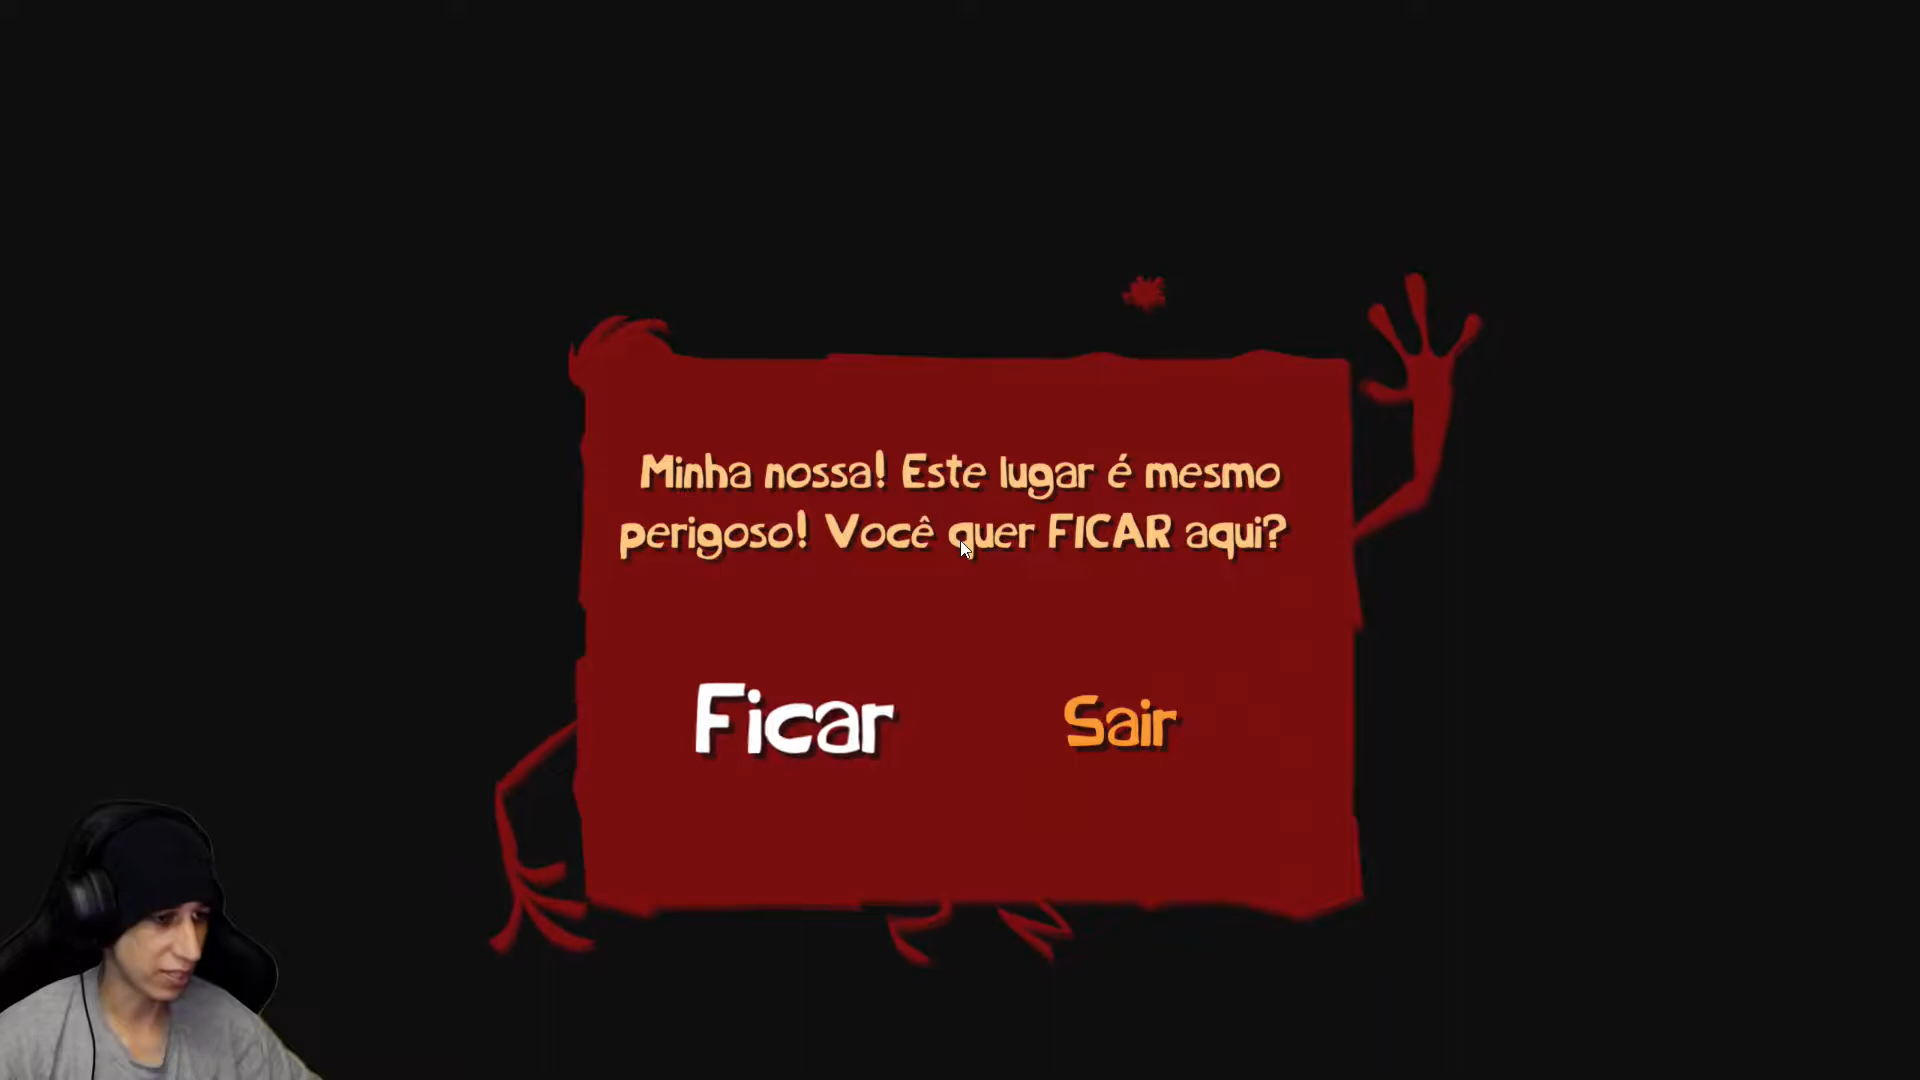 Minha nossa! Este lugar é mesmo
perigoso! Você quer FICAR aqui?
Ficar Sair